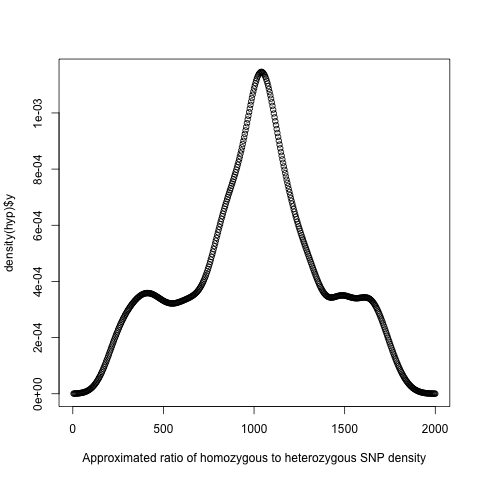 density(hyp)$y
1e-03
8e-04
6e-04
4e-04
2e-04
0e+00
0 500 1000 1500 2000
Approximated ratio of homozygous to heterozygous SNP density